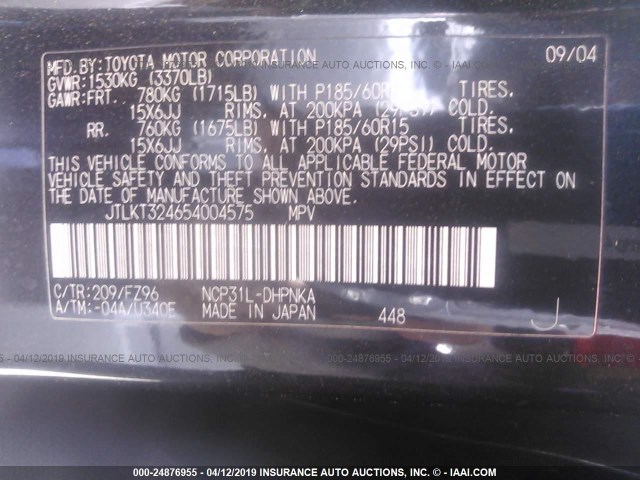 MFD.BY:TOYOTA MOTOR CORPORATION 09/04
GVWR:1530KG (3370LB)
GAWR:FRT. 780KG (1715LB) WITH P185/60R15 TIRES,
15X6JJ RIMS, AT 200KPA (29PSI) COLD.
RR. 760KG (1675LB) WITH P185/60R15 TIRES,
15X6JJ RIMS, AT 200KPA (29PSI) COLD.
THIS VEHICLE CONFORMS TO ALL APPLICABLE FEDERAL MOTOR
VEHICLE SAFETY AND THEFT PREVENTION STANDARDS IN EFFECT ON
THE DATE OF MANUFACTURE SHOWN ABOVE.
JTLKT324654004575 MPV
C/TR:209/FZ96 NCP31L-DHPNKA
A/TM:-04A/U340E MADE IN JAPAN 448 J
000-24876955 - 04/12/2019 INSURANCE AUTO AUCTIONS, INC. © - IAAI.COM